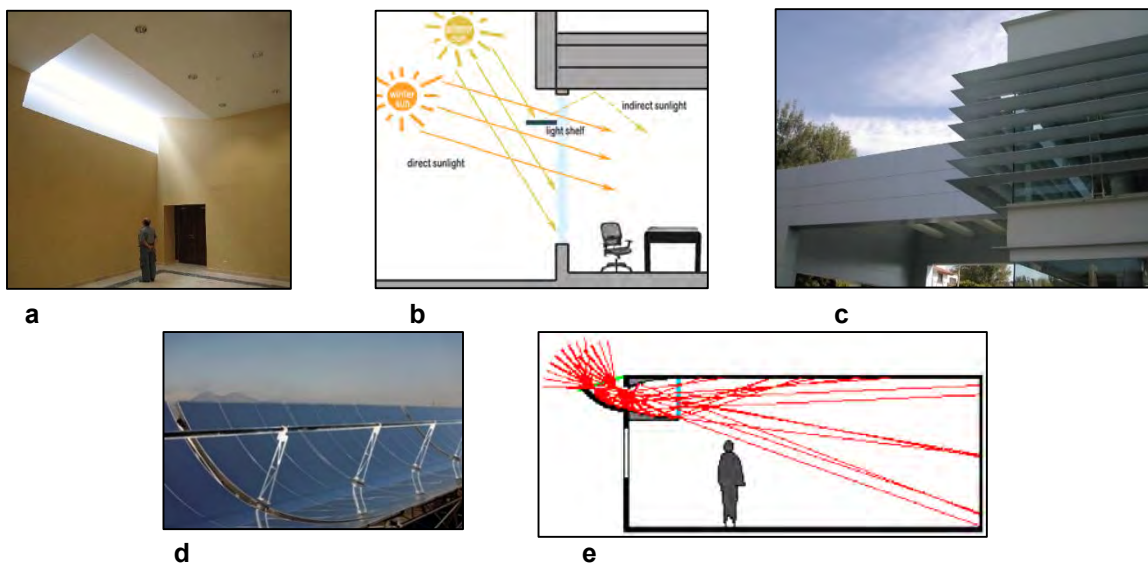 winter
sun
indirect sunlight
light shelf
direct sunlight
a
b
c
d
e